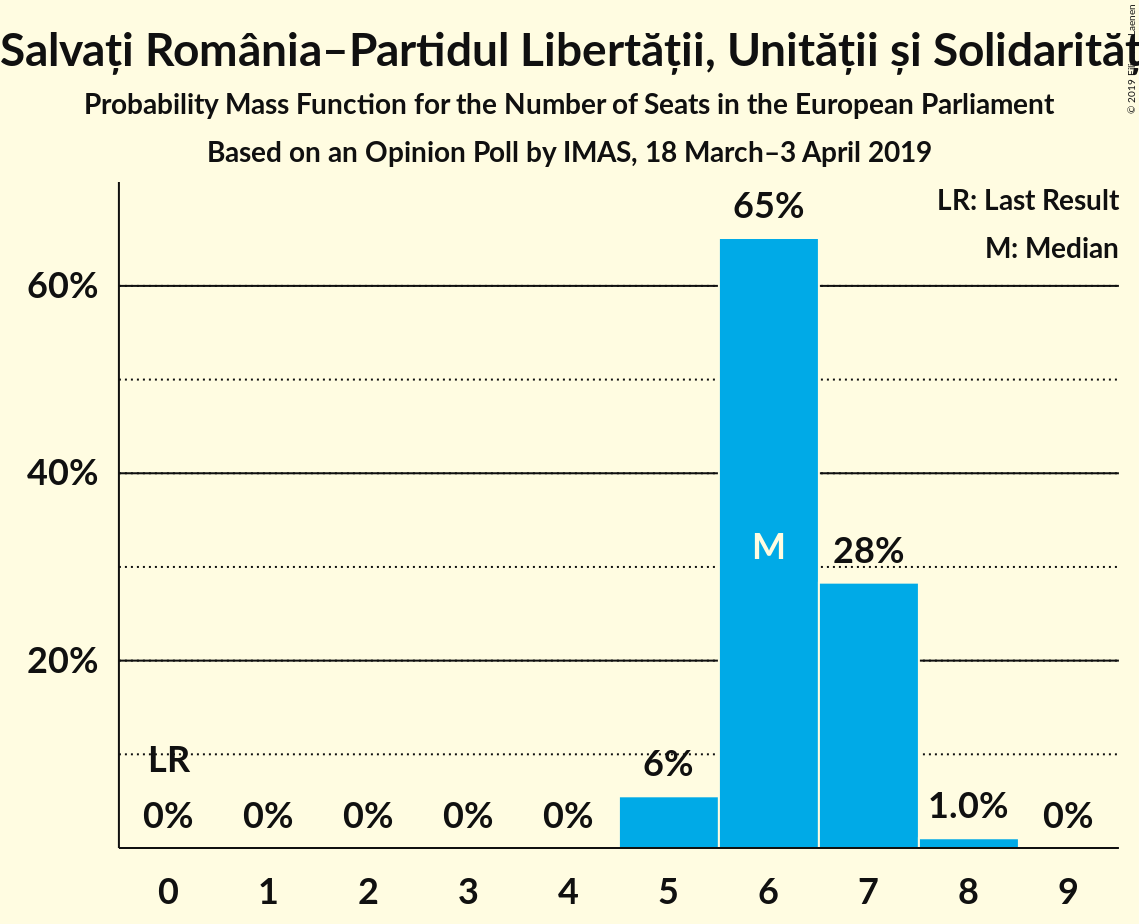 Salvați România–Partidul Libertății, Unității și Solidarităț
Probability Mass Function for the Number of Seats in the European Parliament
Based on an Opinion Poll by IMAS, 18 March–3 April 2019
© 2019 Laenen
LR: Last Result
M: Median
65%
60%
40%
M
28%
20%
LR
6%
0% 0% 0% 0% 0% 1.0% 0%
0 1 2 3 4 5 6 7 8 9